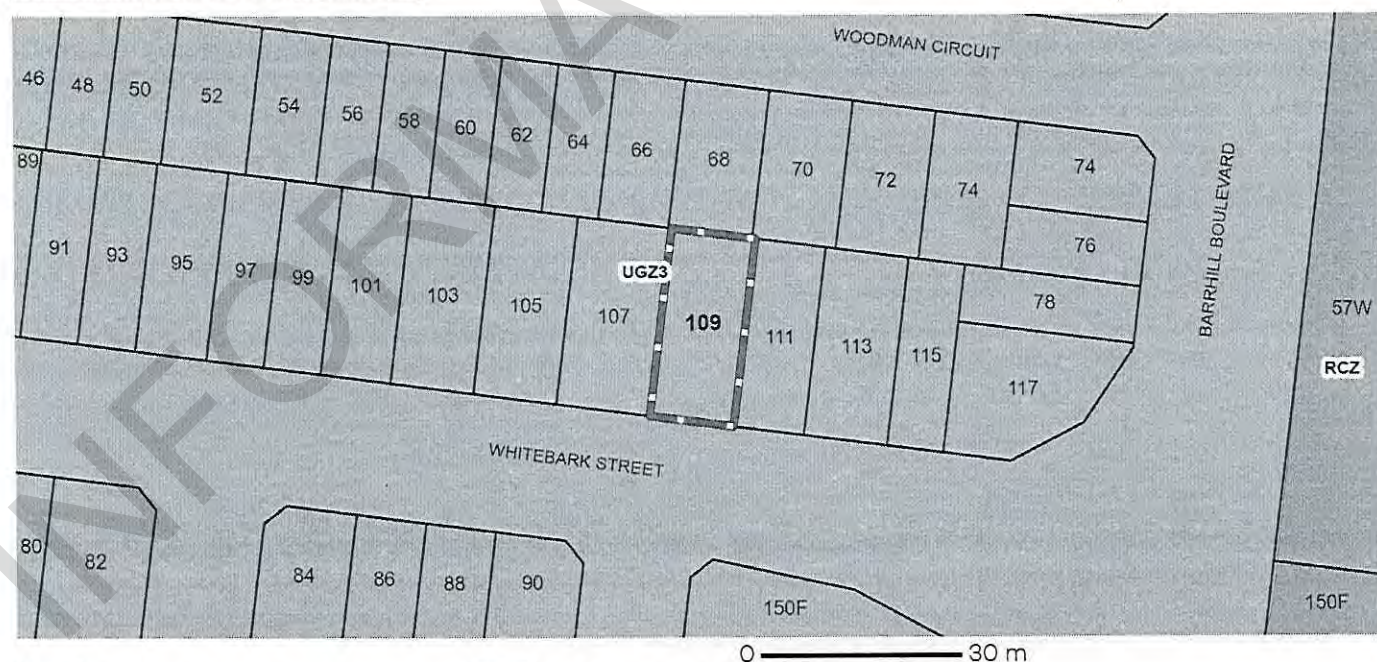 WOODMAN CIRCUIT
46 48 50 52 54 56 58 60 62 64 66 68 70 72 74 74
76
89 91 93 95 97 99 101 103 105 107 109 111 113 115 78
117
UGZ3
BARRHILL BOULEVARD
57W
RCZ
WHITEBARK STREET
80 82 84 86 88 90 150F 150F
0 30 m
INFORMA